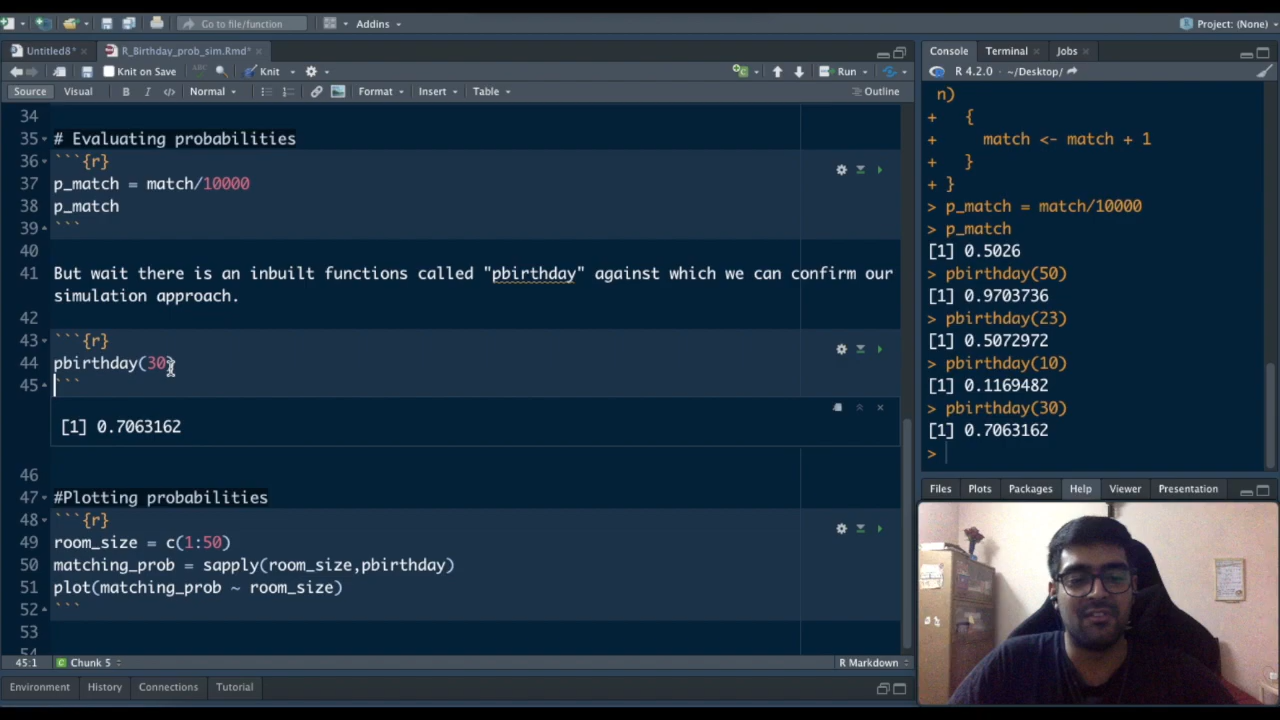 Go to file/function
Addins
Project: (None)
Untitled8*
R_Birthday_prob_sim.Rmd*
Knit on Save
ABC
Knit
Run
Source
Visual
B
I
</>
Normal
Format
Insert
Table
Outline
34
35 # Evaluating probabilities
36 ```{r}
37 p_match = match/10000
38 p_match
39 ```
40
41 But wait there is an inbuilt functions called "pbirthday" against which we can confirm our
simulation approach.
42
43 ```{r}
44 pbirthday(30)
45 ```
[1] 0.7063162
46
47 #Plotting probabilities
48 ```{r}
49 room_size = c(1:50)
50 matching_prob = sapply(room_size,pbirthday)
51 plot(matching_prob ~ room_size)
52 ```
53
54
45:1
Chunk 5
R Markdown
Environment
History
Connections
Tutorial
Console
Terminal
Jobs
R 4.2.0 · ~/Desktop/
n)
+ {
+ match <- match + 1
+ }
+ }
> p_match = match/10000
> p_match
[1] 0.5026
> pbirthday(50)
[1] 0.9703736
> pbirthday(23)
[1] 0.5072972
> pbirthday(10)
[1] 0.1169482
> pbirthday(30)
[1] 0.7063162
>
Files
Plots
Packages
Help
Viewer
Presentation